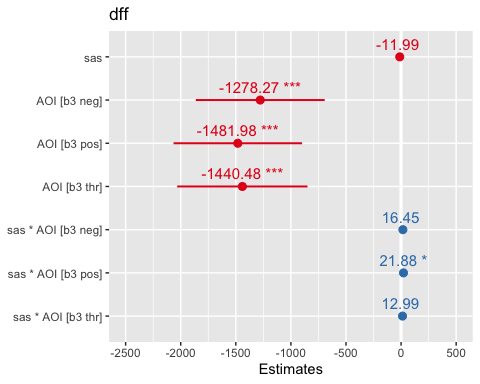 dff
sas
-11.99
AOI [b3 neg]
-1278.27 ***
AOI [b3 pos]
-1481.98 ***
AOI [b3 thr]
-1440.48 ***
sas * AOI [b3 neg]
16.45
sas * AOI [b3 pos]
21.88 *
sas * AOI [b3 thr]
12.99
-2500 -2000 -1500 -1000 -500 0 500
Estimates